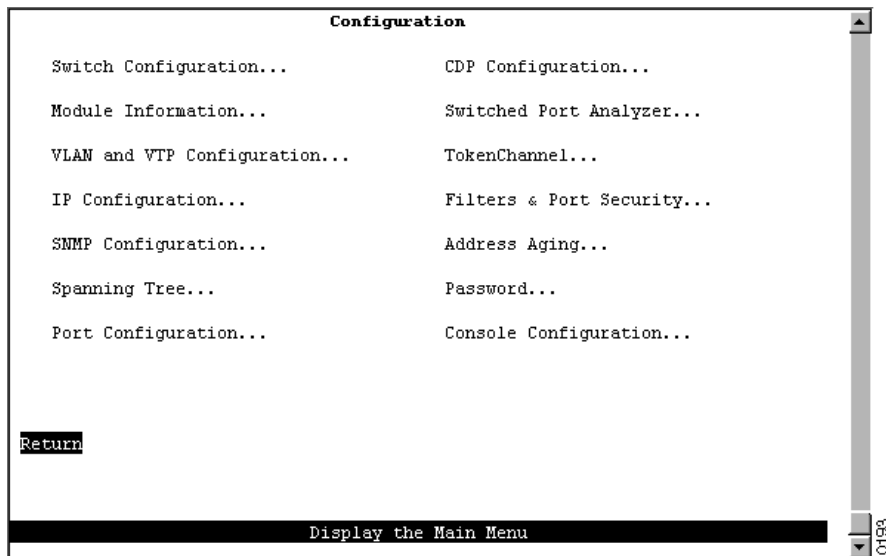 Configuration
Switch Configuration... CDP Configuration...
Module Information... Switched Port Analyzer...
VLAN and VTP Configuration... TokenChannel...
IP Configuration... Filters & Port Security...
SNMP Configuration... Address Aging...
Spanning Tree... Password...
Port Configuration... Console Configuration...
Return
Display the Main Menu